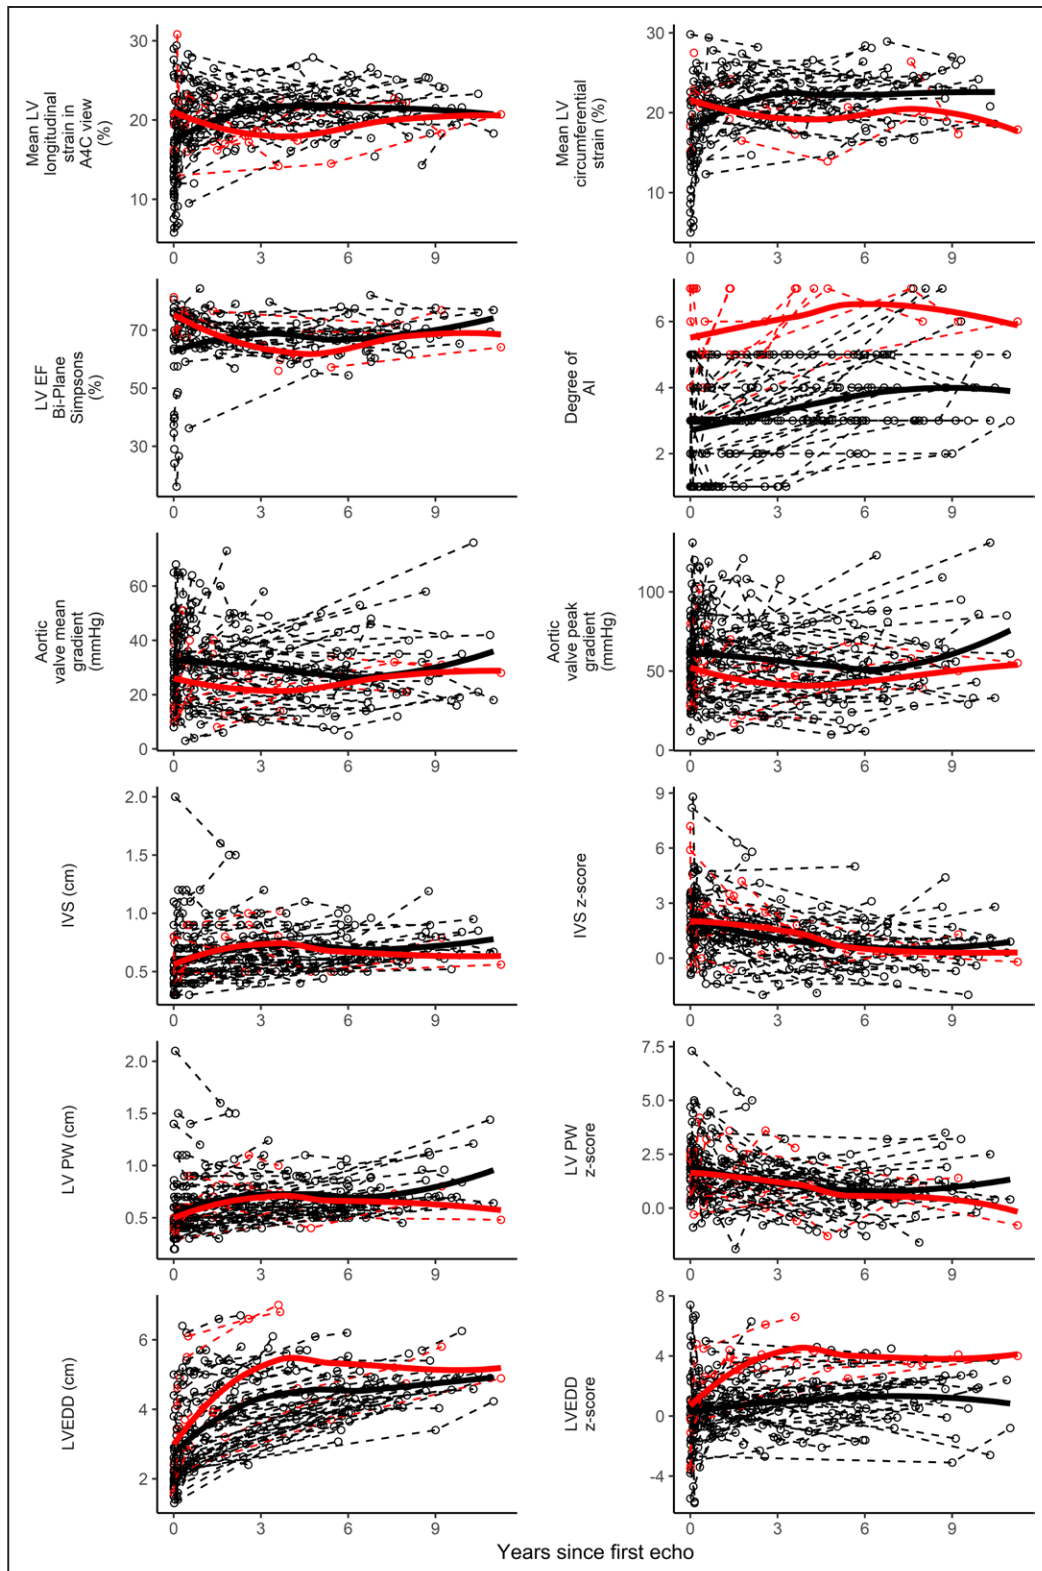 Mean LV
longitudinal
strain in
A4C view
(%)
30
20
10
0 3 6 9
Mean LV
circumferential
strain (%)
30
20
10
0 3 6 9
LV EF
Bi-Plane
Simpsons
(%)
70
50
30
0 3 6 9
Degree of
AI
6
4
2
0 3 6 9
Aortic
valve mean
gradient
(mmHg)
60
40
20
0
0 3 6 9
Aortic
valve peak
gradient
(mmHg)
100
50
0
0 3 6 9
IVS (cm)
2.0
1.5
1.0
0.5
0 3 6 9
IVS z-score
9
6
3
0
0 3 6 9
LV PW (cm)
2.0
1.5
1.0
0.5
0 3 6 9
LV PW
z-score
7.5
5.0
2.5
0.0
0 3 6 9
LVEDD (cm)
6
4
2
0 3 6 9
LVEDD
z-score
8
4
0
-4
0 3 6 9
Years since first echo